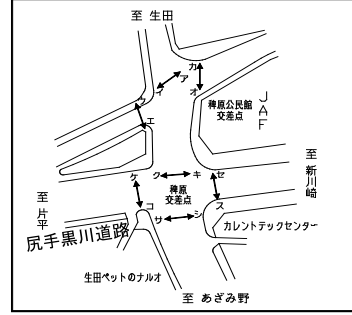 至 生田
カ
ア
イ
オ
ウ
エ
稗原公民館
交差点
JAF
至 新川崎
ケ
ク
キ
セ
稗原
交差点
至 片平
コ
サ
シ
ス
尻手黒川道路
カレントテックセンター
生田ペットのナルオ
至 あざみ野